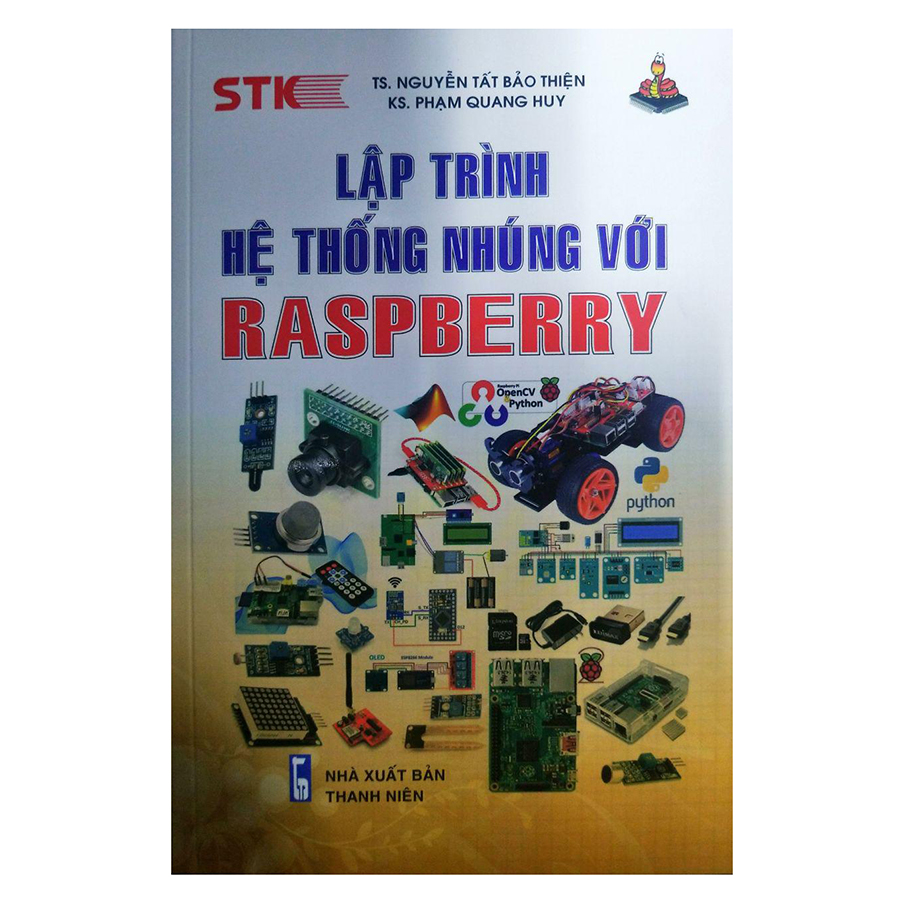 STK
TS. NGUYỄN TẤT BẢO THIỆN
KS. PHẠM QUANG HUY
LẬP TRÌNH
HỆ THỐNG NHÚNG VỚI
RASPBERRY
Raspberry Pi
OpenCV
Python
python
OLED
NHÀ XUẤT BẢN
THANH NIÊN